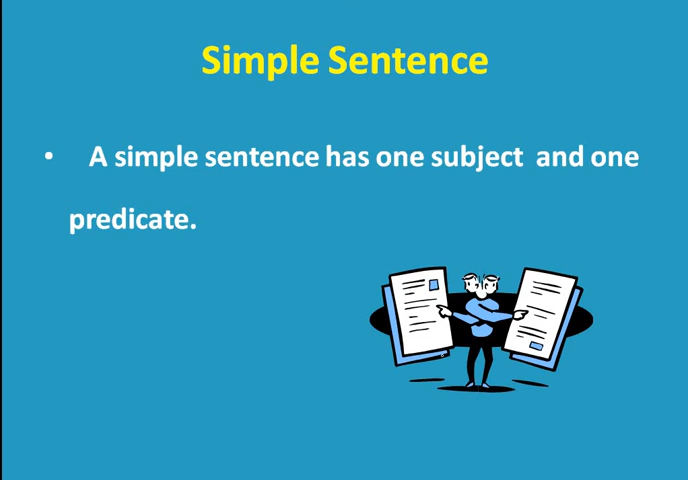 Simple Sentence
• A simple sentence has one subject and one
predicate.